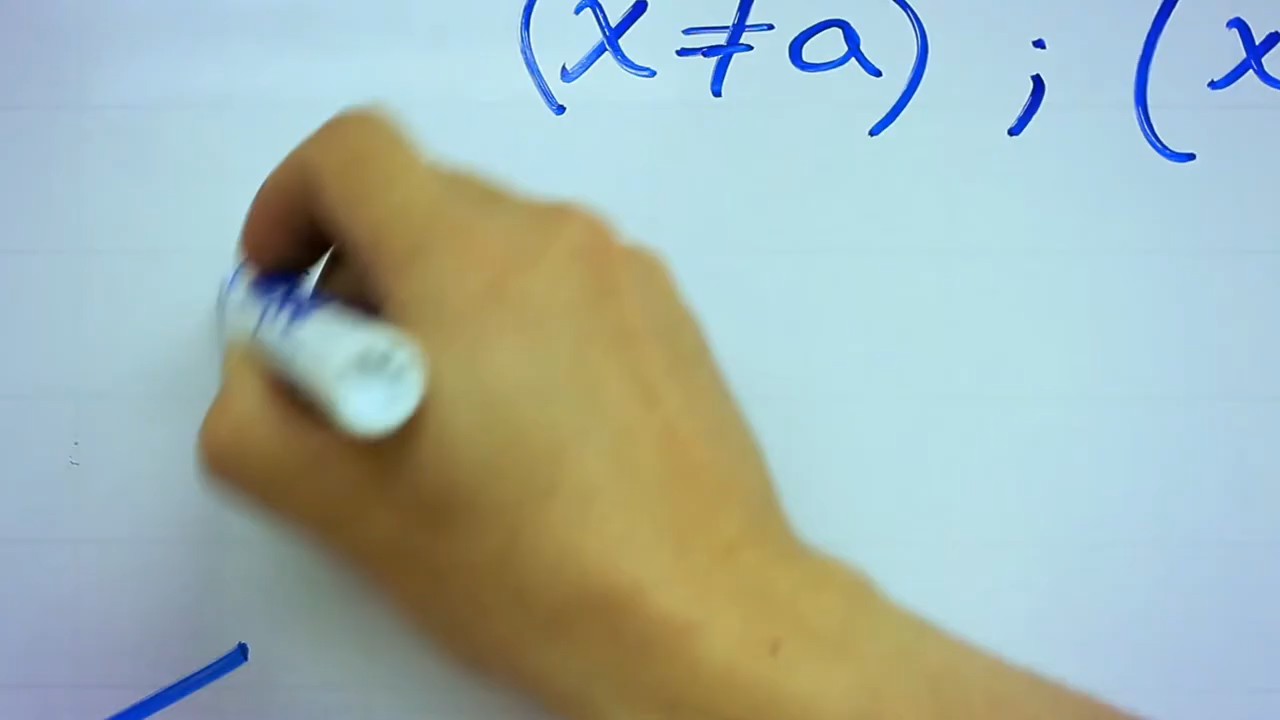 (x ≠ a) ; (x